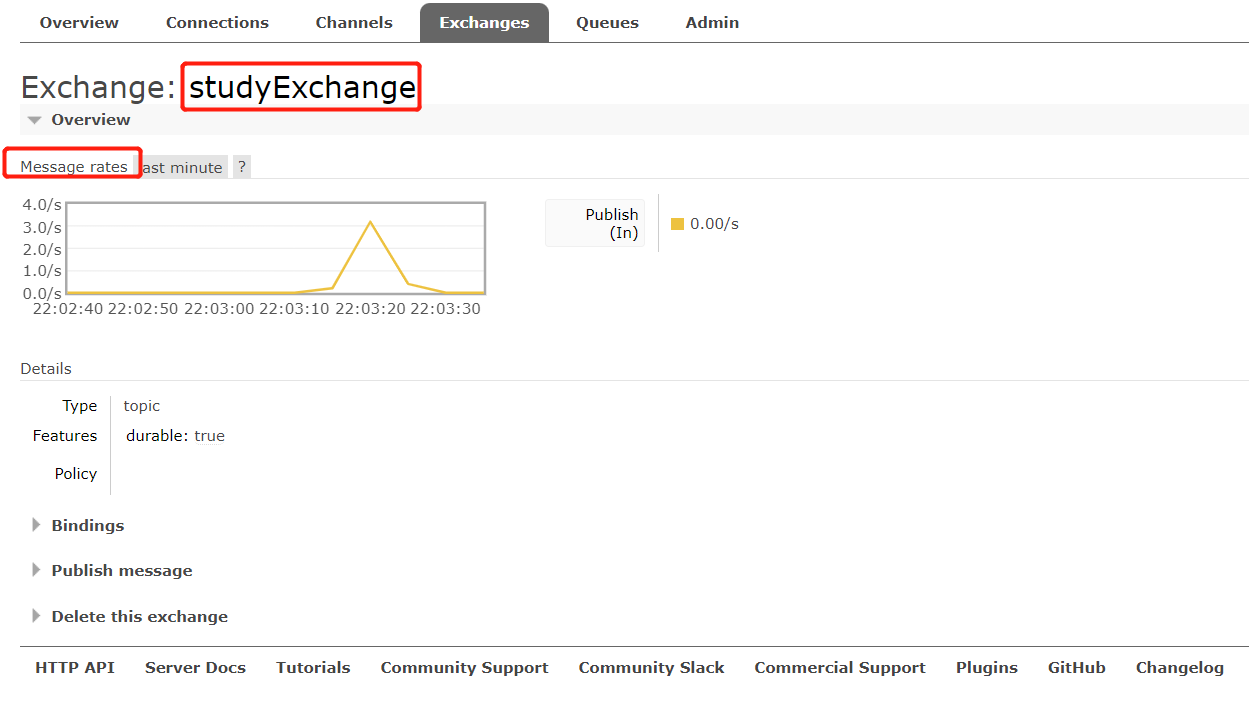 Overview Connections Channels Exchanges Queues Admin
Exchange: studyExchange
Overview
Message rates last minute ?
4.0/s
3.0/s
2.0/s
1.0/s
0.0/s
22:02:40 22:02:50 22:03:00 22:03:10 22:03:20 22:03:30
Publish
(In)
0.00/s
Details
Type topic
Features durable: true
Policy
Bindings
Publish message
Delete this exchange
HTTP API Server Docs Tutorials Community Support Community Slack Commercial Support Plugins GitHub Changelog